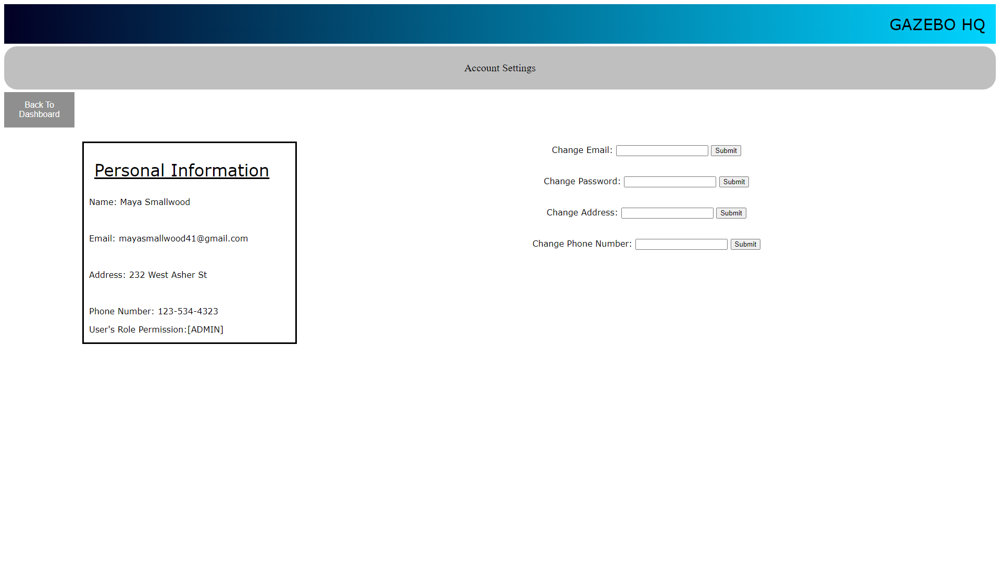 GAZEBO HQ
Account Settings
Back To
Dashboard
Personal Information
Name: Maya Smallwood
Email: mayasmallwood41@gmail.com
Address: 232 West Asher St
Phone Number: 123-534-4323
User's Role Permission:[ADMIN]
Change Email: Submit
Change Password: Submit
Change Address: Submit
Change Phone Number: Submit